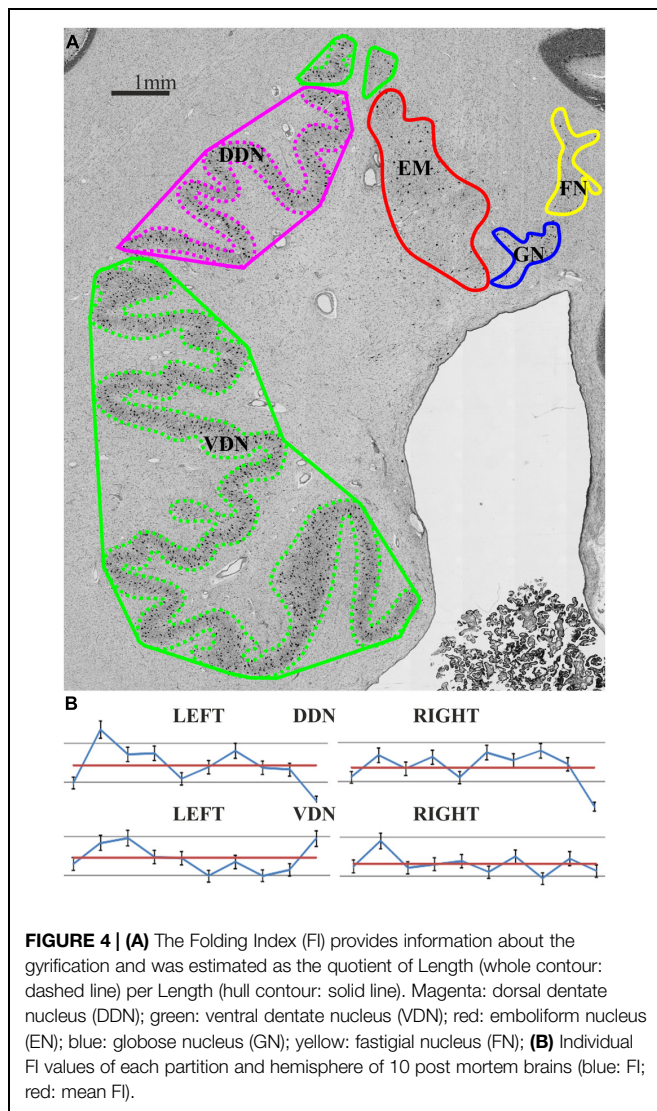 A
1mm
DDN
EM
FN
GN
VDN
B
LEFT DDN RIGHT
LEFT VDN RIGHT
FIGURE 4 | (A) The Folding Index (FI) provides information about the
gyrification and was estimated as the quotient of Length (whole contour:
dashed line) per Length (hull contour: solid line). Magenta: dorsal dentate
nucleus (DDN); green: ventral dentate nucleus (VDN); red: emboliform nucleus
(EN); blue: globose nucleus (GN); yellow: fastigial nucleus (FN); (B) Individual
FI values of each partition and hemisphere of 10 post mortem brains (blue: FI;
red: mean FI).